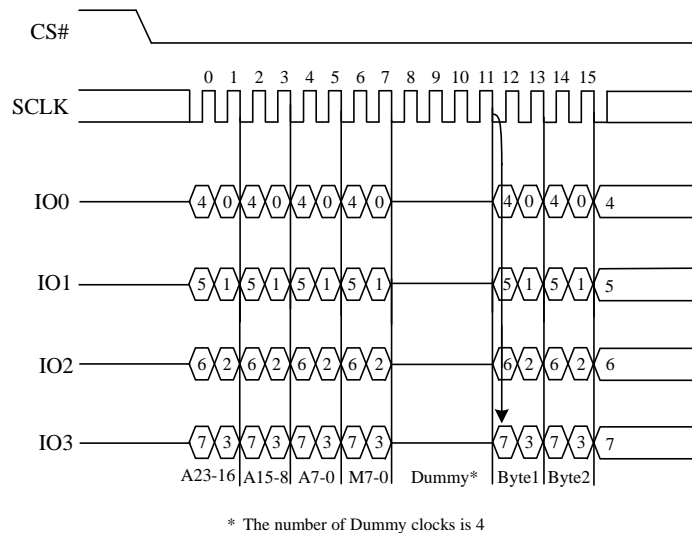 CS#
0 1 2 3 4 5 6 7 8 9 10 11 12 13 14 15
SCLK
IO0 4 0 4 0 4 0 4 0 4 0 4 0 4
IO1 5 1 5 1 5 1 5 1 5 1 5 1 5
IO2 6 2 6 2 6 2 6 2 6 2 6 2 6
IO3 7 3 7 3 7 3 7 3 7 3 7 3 7
A23-16 A15-8 A7-0 M7-0 Dummy* Byte1 Byte2
* The number of Dummy clocks is 4